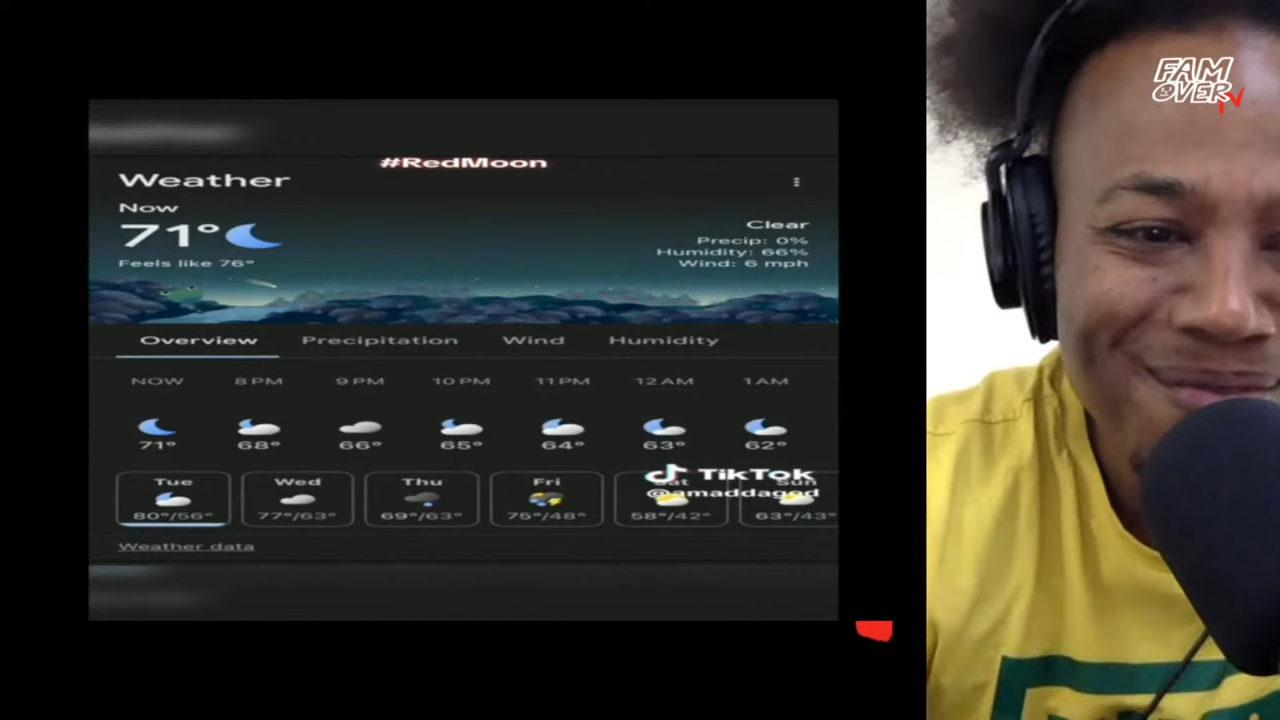 #RedMoon
Weather
Now
71°
Feels like 76°
Clear
Precip: 0%
Humidity: 66%
Wind: 6 mph
Overview Precipitation Wind Humidity
NOW 8 PM 9 PM 10 PM 11 PM 12 AM 1 AM
71° 68° 66° 65° 64° 63° 62°
Tue Wed Thu Fri Sat Sun
80°/56° 77°/63° 69°/63° 75°/48° 58°/42° 63°/43°
TikTok
@amaddagod
Weather data
FAM
OVER
TV